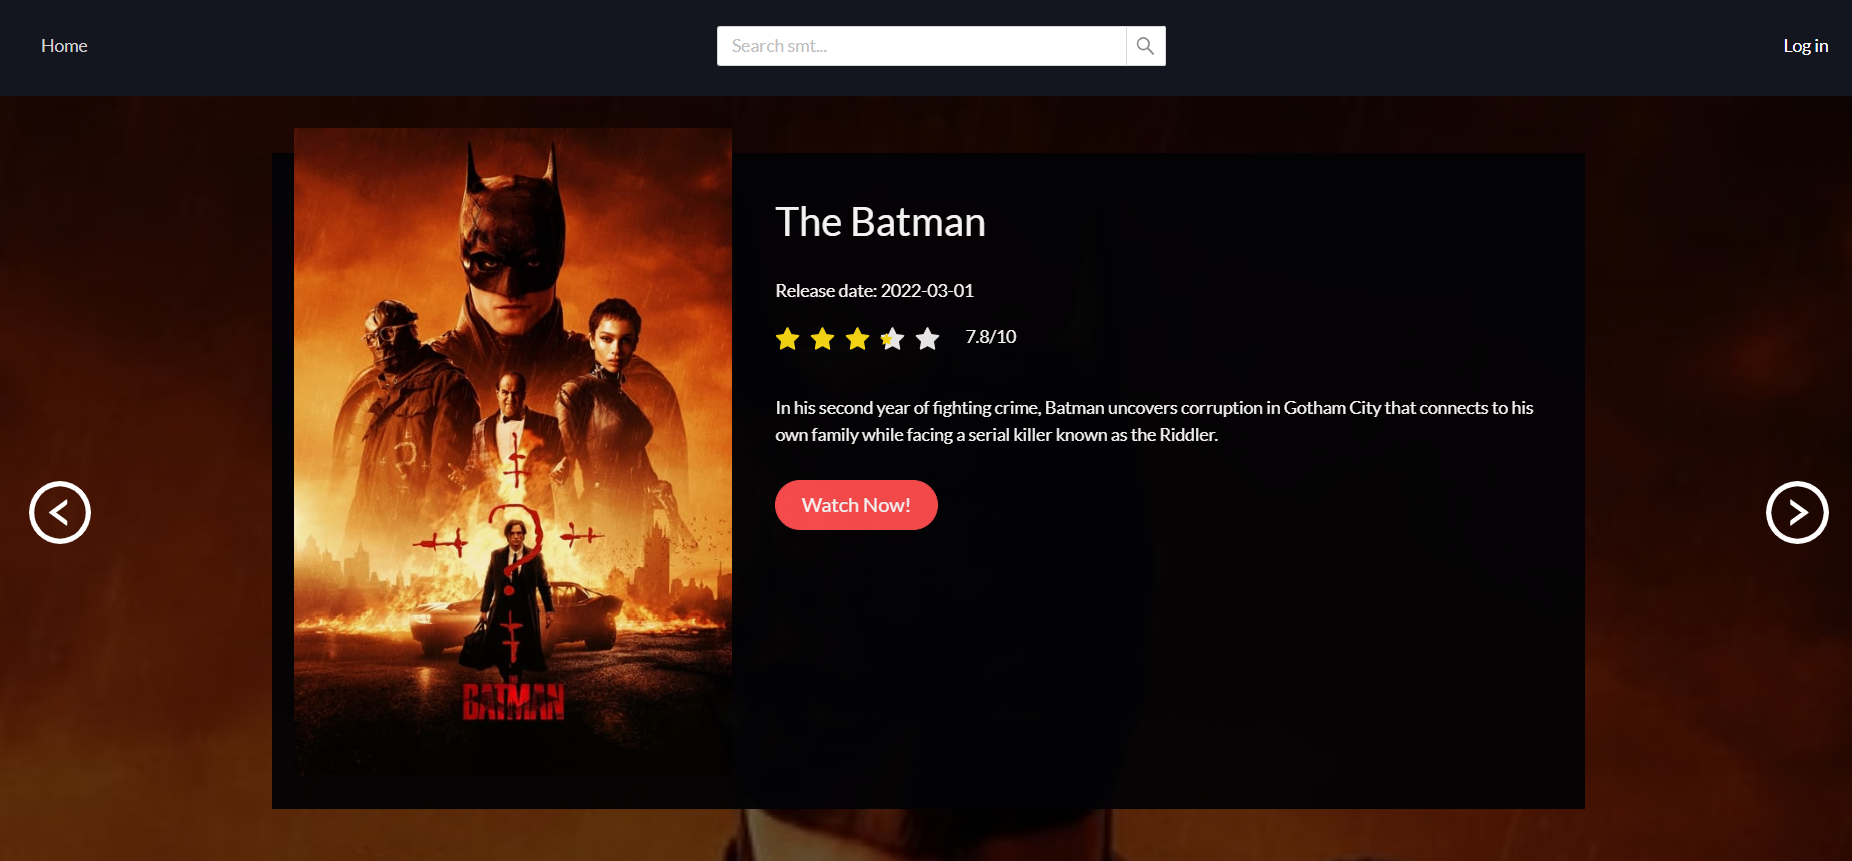 Home
Search smt...
Log in
The Batman
Release date: 2022-03-01
7.8/10
In his second year of fighting crime, Batman uncovers corruption in Gotham City that connects to his
own family while facing a serial killer known as the Riddler.
Watch Now!
THE
BATMAN